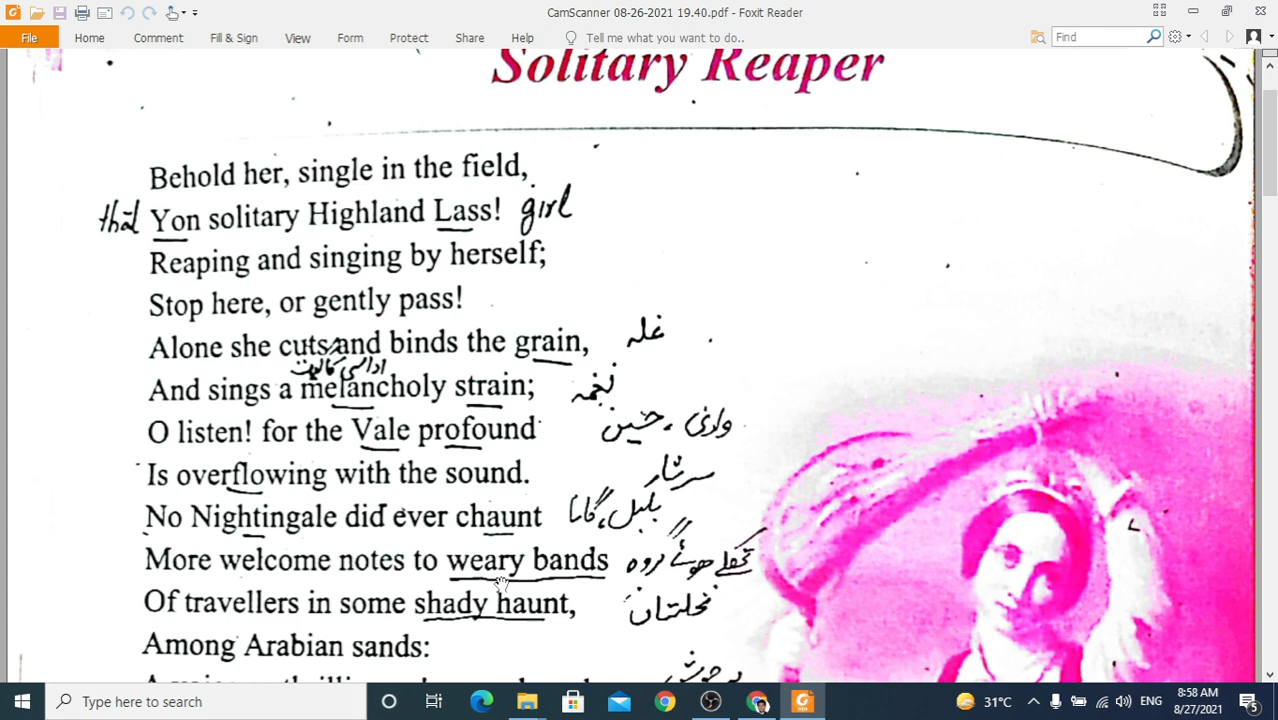 CamScanner 08-26-2021 19.40.pdf - Foxit Reader
File Home Comment Fill & Sign View Form Protect Share Help Tell me what you want to do.. Find
Solitary Reaper
Behold her, single in the field,
that Yon solitary Highland Lass! girl
Reaping and singing by herself;
Stop here, or gently pass!
Alone she cuts and binds the grain, غلہ
اداسی کا گیت
And sings a melancholy strain; نغمہ
O listen! for the Vale profound وادی، حسین
Is overflowing with the sound. سرشار
No Nightingale did ever chaunt بلبل، گانا
More welcome notes to weary bands تھکے ہوئے گروہ
Of travellers in some shady haunt, نخلستان
Among Arabian sands:
Type here to search 31°C ENG 8:58 AM
8/27/2021 5